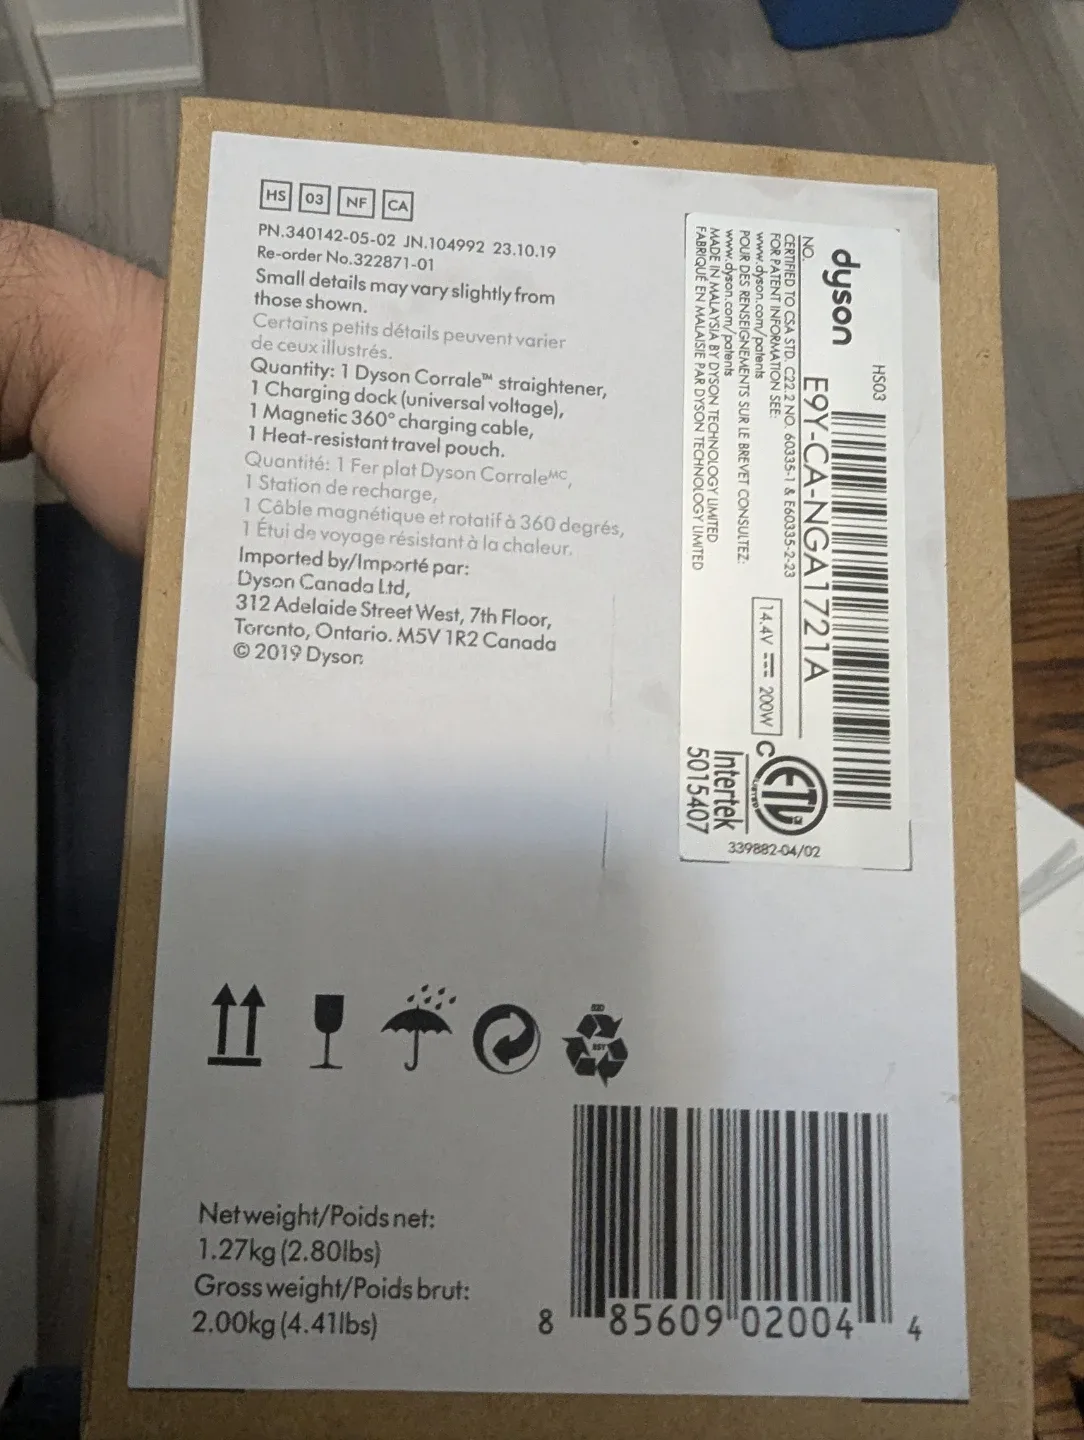 HS 03 NF CA
PN.340142-05-02 JN.104992 23.10.19
Re-order No.322871-01
Small details may vary slightly from
those shown.
Certains petits détails peuvent varier
de ceux illustrés.
Quantity: 1 Dyson Corrale™ straightener,
1 Charging dock (universal voltage),
1 Magnetic 360° charging cable,
1 Heat-resistant travel pouch.
Quantité: 1 Fer plat Dyson Corraleᴹᶜ,
1 Station de recharge,
1 Câble magnétique et rotatif à 360 degrés,
1 Étui de voyage résistant à la chaleur.
Imported by/Importé par:
Dyson Canada Ltd,
312 Adelaide Street West, 7th Floor,
Toronto, Ontario. M5V 1R2 Canada
© 2019 Dyson
dyson
HS03
NO. E9Y-CA-NGA1721A
CERTIFIED TO CSA STD. C22.2 NO. 60335-1 & E60335-2-23
FOR PATENT INFORMATION SEE:
www.dyson.com/patents
POUR DES RENSEIGNEMENTS SUR LE BREVET CONSULTEZ:
www.dyson.com/patents
MADE IN MALAYSIA BY DYSON TECHNOLOGY LIMITED
FABRIQUÉ EN MALAISIE PAR DYSON TECHNOLOGY LIMITED
14.4V 200W
C ETL
Intertek
5015407
339882-04/02
Net weight/Poids net:
1.27kg (2.80lbs)
Gross weight/Poids brut:
2.00kg (4.41lbs)
8 85609 02004 4